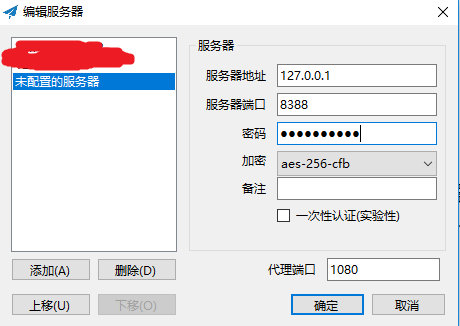 编辑服务器
未配置的服务器
服务器
服务器地址 127.0.0.1
服务器端口 8388
密码 ●●●●●●●●●●
加密 aes-256-cfb
备注
一次性认证(实验性)
添加(A) 删除(D) 代理端口 1080
上移(U) 下移(O) 确定 取消